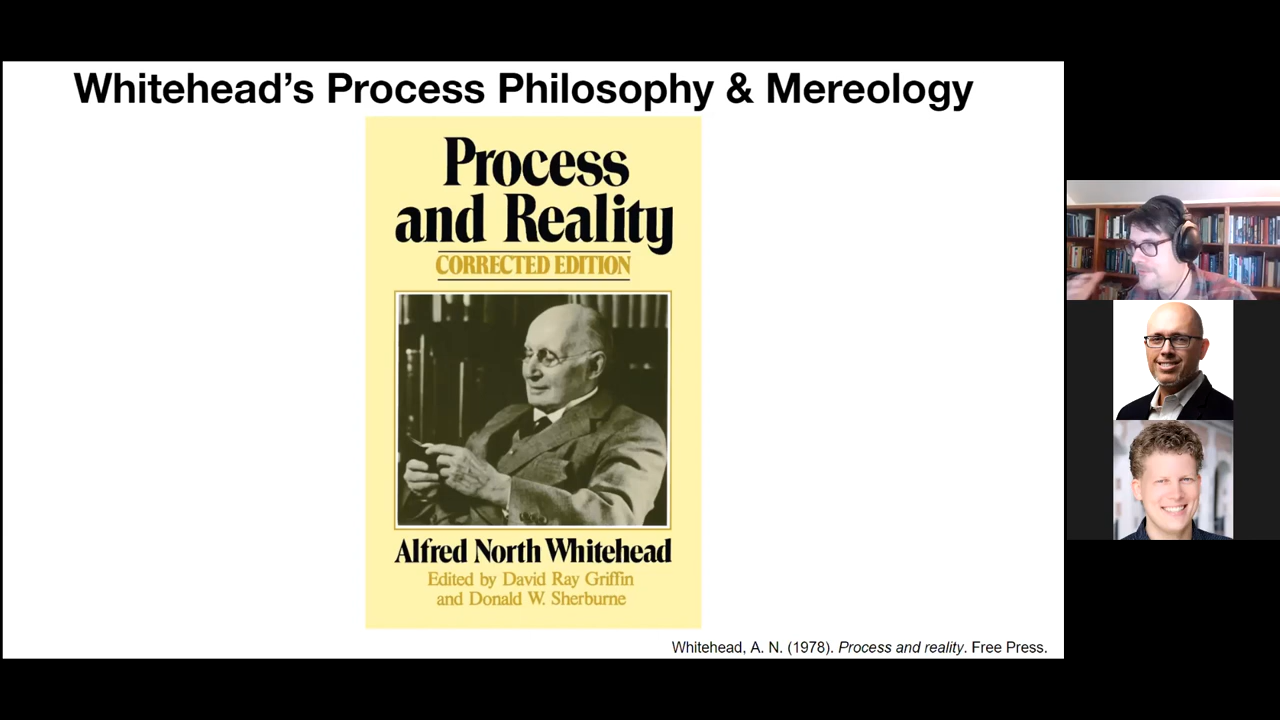 Whitehead’s Process Philosophy & Mereology
Process
and Reality
CORRECTED EDITION
Alfred North Whitehead
Edited by David Ray Griffin
and Donald W. Sherburne
Whitehead, A. N. (1978). Process and reality. Free Press.